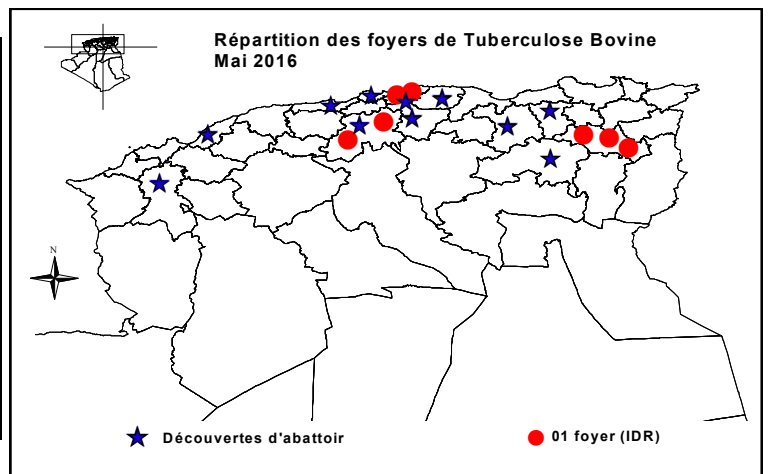 Répartition des foyers de Tuberculose Bovine
Mai 2016
N
Découvertes d'abattoir
01 foyer (IDR)